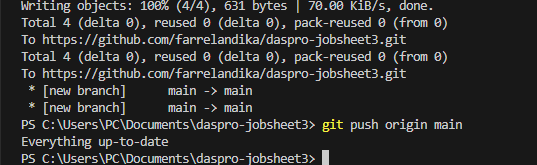 Writing objects: 100% (4/4), 631 bytes | 70.00 KiB/s, done.
Total 4 (delta 0), reused 0 (delta 0), pack-reused 0 (from 0)
To https://github.com/farrelandika/daspro-jobsheet3.git
Total 4 (delta 0), reused 0 (delta 0), pack-reused 0 (from 0)
To https://github.com/farrelandika/daspro-jobsheet3.git
 * [new branch]      main -> main
 * [new branch]      main -> main
PS C:\Users\PC\Documents\daspro-jobsheet3> git push origin main
Everything up-to-date
PS C:\Users\PC\Documents\daspro-jobsheet3>